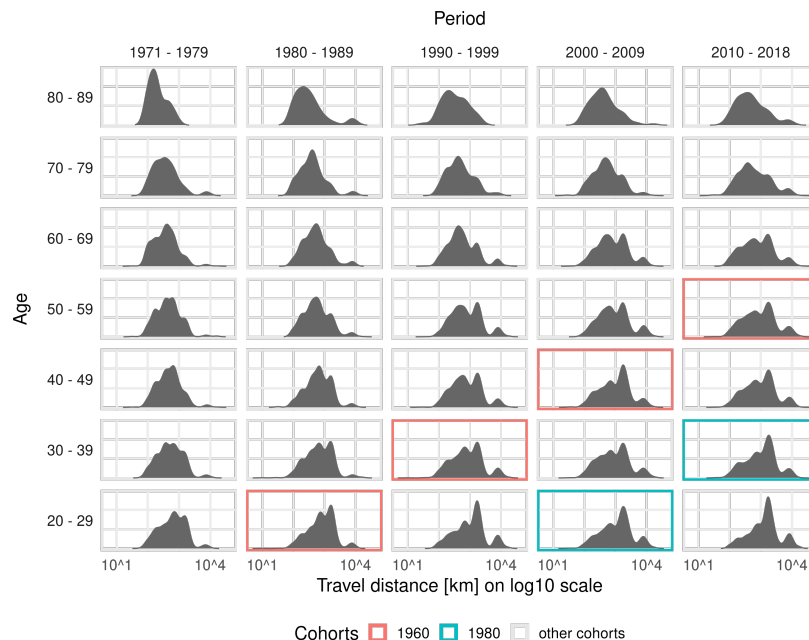 Period
1971 - 1979 1980 - 1989 1990 - 1999 2000 - 2009 2010 - 2018
Age
80 - 89
70 - 79
60 - 69
50 - 59
40 - 49
30 - 39
20 - 29
10^1 10^4 10^1 10^4 10^1 10^4 10^1 10^4 10^1 10^4
Travel distance [km] on log10 scale
Cohorts 1960 1980 other cohorts